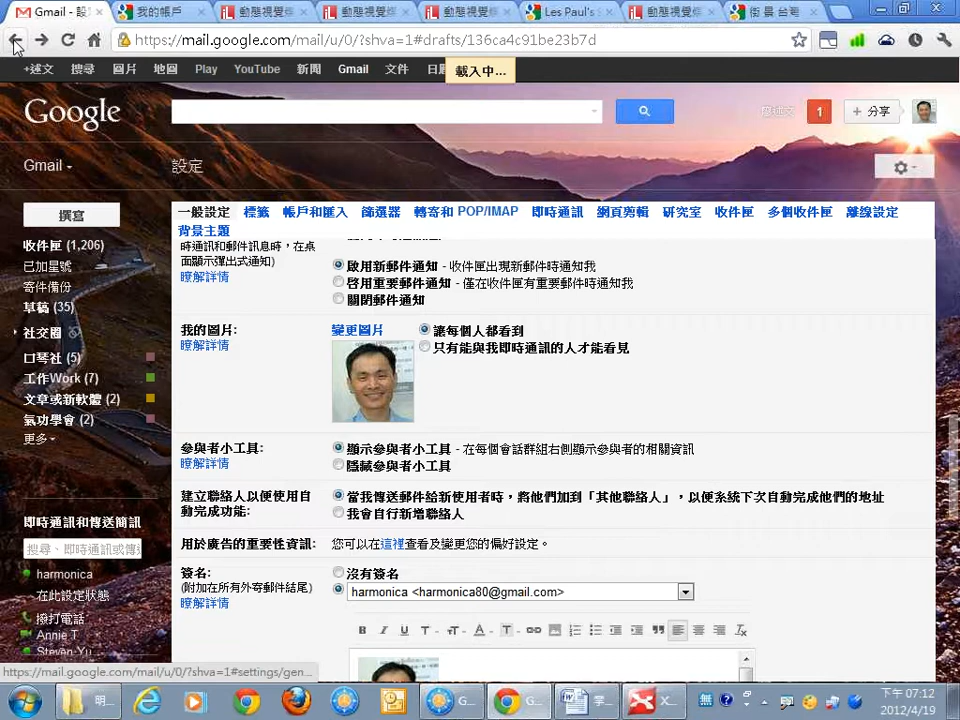 Gmail - 設
我的帳戶
動態視覺
動態視覺
動態視覺
Les Paul's
動態視覺
街 景 台灣
https://mail.google.com/mail/u/0/?shva=1#drafts/136ca4c91be23b7d
+述文 搜尋 圖片 地圖 Play YouTube 新聞 Gmail 文件
載入中...
Google
1
+ 分享
Gmail
設定
撰寫
一般設定 標籤 帳戶和匯入 篩選器 轉寄和 POP/IMAP 即時通訊 網頁剪輯 研究室 收件匣 多個收件匣 離線設定
背景主題
收件匣 (1,206)
已加星號
寄件備份
草稿 (35)
社交圈
口琴社 (5)
工作Work (7)
文章或新軟體 (2)
氣功學會 (2)
更多
時通訊和郵件訊息時，在桌
面顯示彈出式通知)
瞭解詳情
啟用新郵件通知 - 收件匣出現新郵件時通知我
啓用重要郵件通知 - 僅在收件匣有重要郵件時通知我
關閉郵件通知
我的圖片:
瞭解詳情
變更圖片
讓每個人都看到
只有能與我即時通訊的人才能看見
參與者小工具:
瞭解詳情
顯示參與者小工具 - 在每個會話群組右側顯示參與者的相關資訊
隱藏參與者小工具
建立聯絡人以便使用自
動完成功能:
當我傳送郵件給新使用者時，將他們加到「其他聯絡人」，以便系統下次自動完成他們的地址
我會自行新增聯絡人
用於廣告的重要性資訊:
您可以在這裡查看及變更您的偏好設定。
簽名:
(附加在所有外寄郵件結尾)
瞭解詳情
沒有簽名
harmonica <harmonica80@gmail.com>
B I U T T A T
即時通訊和傳送簡訊
搜尋、即時通訊或傳
harmonica
在此設定狀態
撥打電話
Annie T
Steven Yu
https://mail.google.com/mail/u/0/?shva=1#settings/gen...
明...
G...
G...
X...
無
下午 07:12
2012/4/19